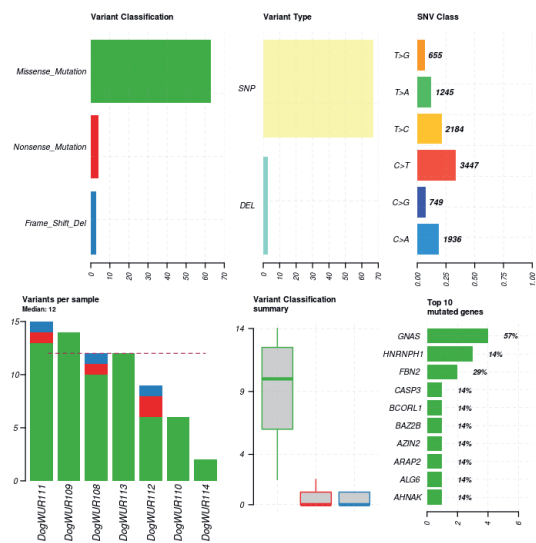 Variant Classification
Missense_Mutation
Nonsense_Mutation
Frame_Shift_Del
0 10 20 30 40 50 60 70
Variant Type
SNP
DEL
0 10 20 30 40 50 60 70
SNV Class
T>G 655
T>A 1245
T>C 2184
C>T 3447
C>G 749
C>A 1936
0.00 0.25 0.50 0.75 1.00
Variants per sample
Median: 12
15
10
5
0
DogWUR111 DogWUR109 DogWUR108 DogWUR113 DogWUR112 DogWUR110 DogWUR114
Variant Classification
summary
14
9
4
0
Top 10
mutated genes
GNAS 57%
HNRNPH1 14%
FBN2 29%
CASP3 14%
BCORL1 14%
BAZ2B 14%
AZIN2 14%
ARAP2 14%
ALG6 14%
AHNAK 14%
0 1 2 4 6